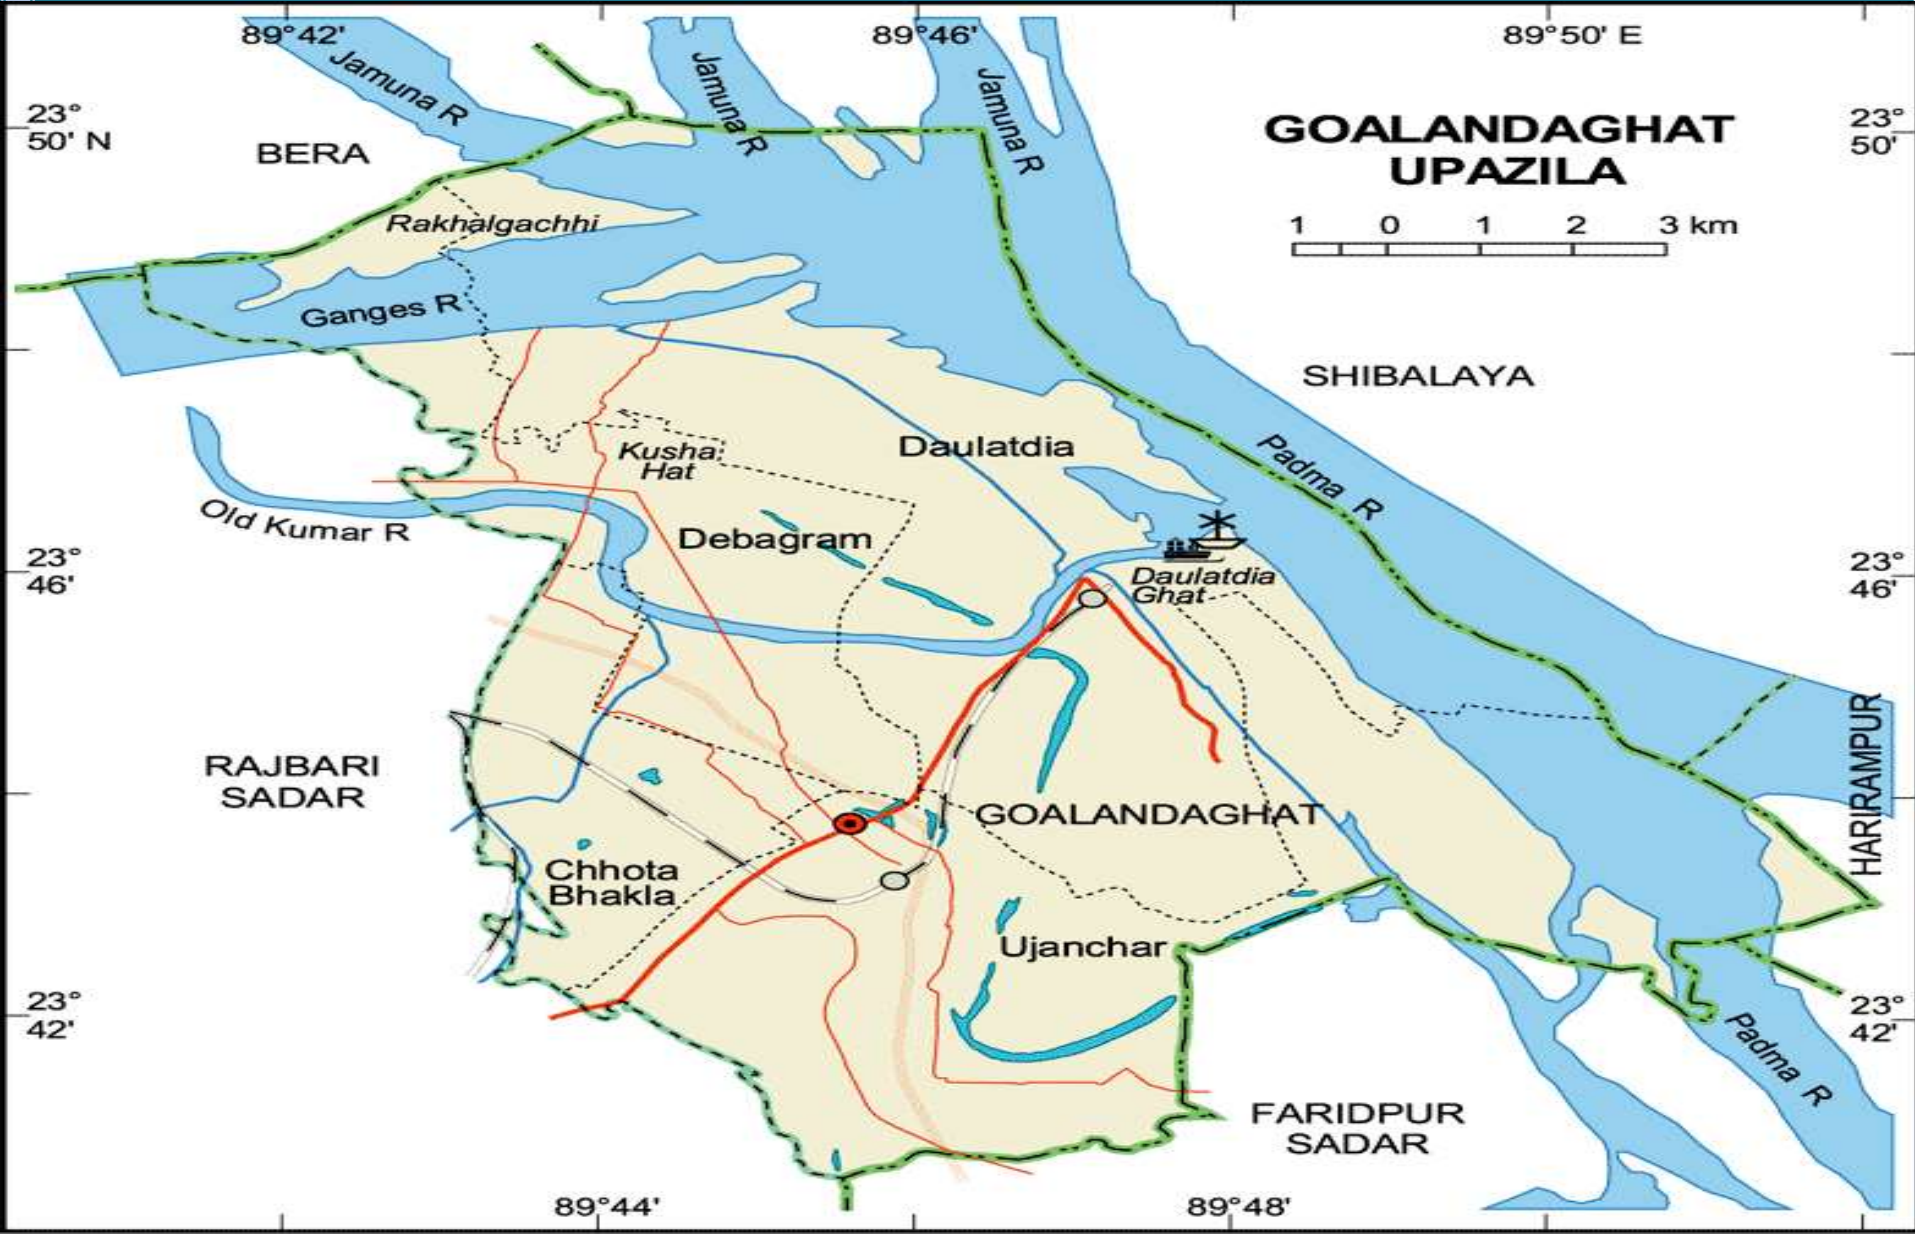 89°42'
89°46'
89°50' E
Jamuna R
Jamuna R
Jamuna R
23°
50' N
23°
50'
GOALANDAGHAT
UPAZILA
BERA
1 0 1 2 3 km
Rakhalgachhi
Ganges R
SHIBALAYA
Kusha
Hat
Daulatdia
Padma R
Old Kumar R
Debagram
23°
46'
23°
46'
Daulatdia
Ghat
RAJBARI
SADAR
HARIRAMPUR
GOALANDAGHAT
Chhota
Bhakla
Ujanchar
23°
42'
23°
42'
Padma R
FARIDPUR
SADAR
89°44'
89°48'